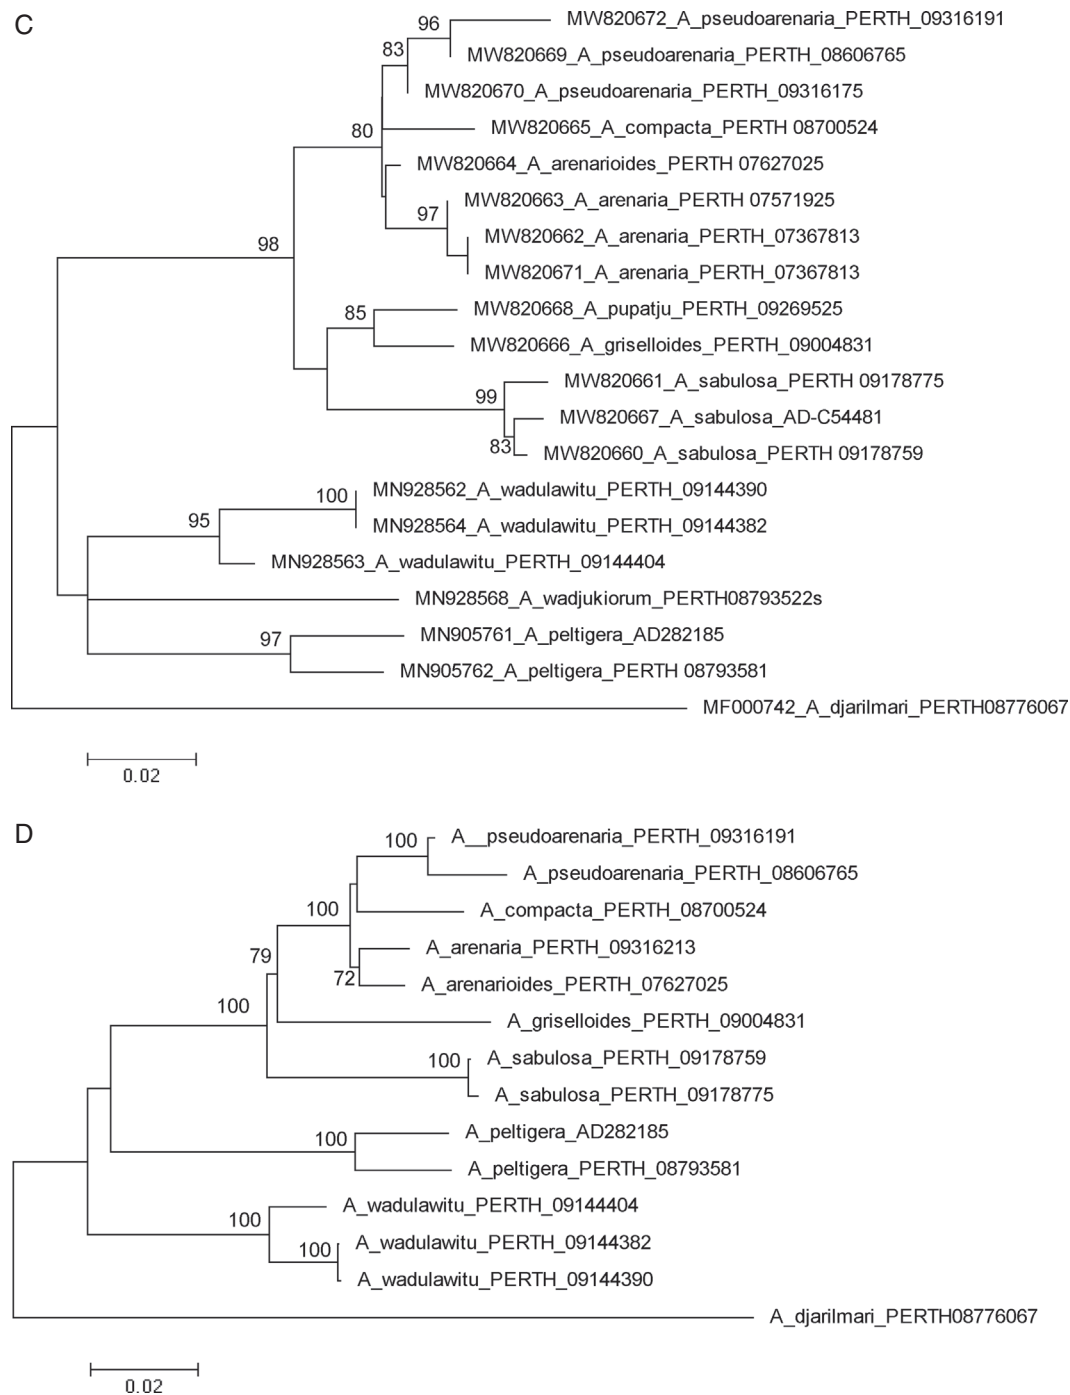 C
96
MW820672_A_pseudoarenaria_PERTH_09316191
83
MW820669_A_pseudoarenaria_PERTH_08606765
MW820670_A_pseudoarenaria_PERTH_09316175
80
MW820665_A_compacta_PERTH 08700524
MW820664_A_arenarioides_PERTH 07627025
MW820663_A_arenaria_PERTH 07571925
97
MW820662_A_arenaria_PERTH_07367813
98
MW820671_A_arenaria_PERTH_07367813
85
MW820668_A_pupatju_PERTH_09269525
MW820666_A_griselloides_PERTH_09004831
MW820661_A_sabulosa_PERTH 09178775
99
MW820667_A_sabulosa_AD-C54481
83
MW820660_A_sabulosa_PERTH 09178759
100
MN928562_A_wadulawitu_PERTH_09144390
95
MN928564_A_wadulawitu_PERTH_09144382
MN928563_A_wadulawitu_PERTH_09144404
MN928568_A_wadjukiorum_PERTH08793522s
97
MN905761_A_peltigera_AD282185
MN905762_A_peltigera_PERTH 08793581
MF000742_A_djarilmari_PERTH08776067
0.02
D
100
A__pseudoarenaria_PERTH_09316191
A_pseudoarenaria_PERTH_08606765
100
A_compacta_PERTH_08700524
79
A_arenaria_PERTH_09316213
72
A_arenarioides_PERTH_07627025
100
A_griselloides_PERTH_09004831
100
A_sabulosa_PERTH_09178759
A_sabulosa_PERTH_09178775
100
A_peltigera_AD282185
A_peltigera_PERTH_08793581
100
A_wadulawitu_PERTH_09144404
100
A_wadulawitu_PERTH_09144382
A_wadulawitu_PERTH_09144390
A_djarilmari_PERTH08776067
0.02